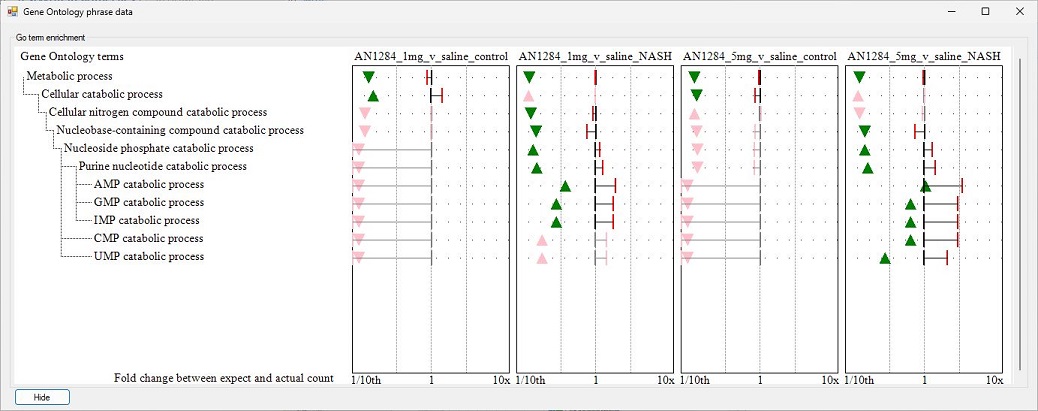 Gene Ontology phrase data
Go term enrichment
Gene Ontology terms
AN1284_1mg_v_saline_control AN1284_1mg_v_saline_NASH AN1284_5mg_v_saline_control AN1284_5mg_v_saline_NASH
Metabolic process
Cellular catabolic process
Cellular nitrogen compound catabolic process
Nucleobase-containing compound catabolic process
Nucleoside phosphate catabolic process
Purine nucleotide catabolic process
AMP catabolic process
GMP catabolic process
IMP catabolic process
CMP catabolic process
UMP catabolic process
Fold change between expect and actual count 1/10th 1 10x 1/10th 1 10x 1/10th 1 10x 1/10th 1 10x
Hide